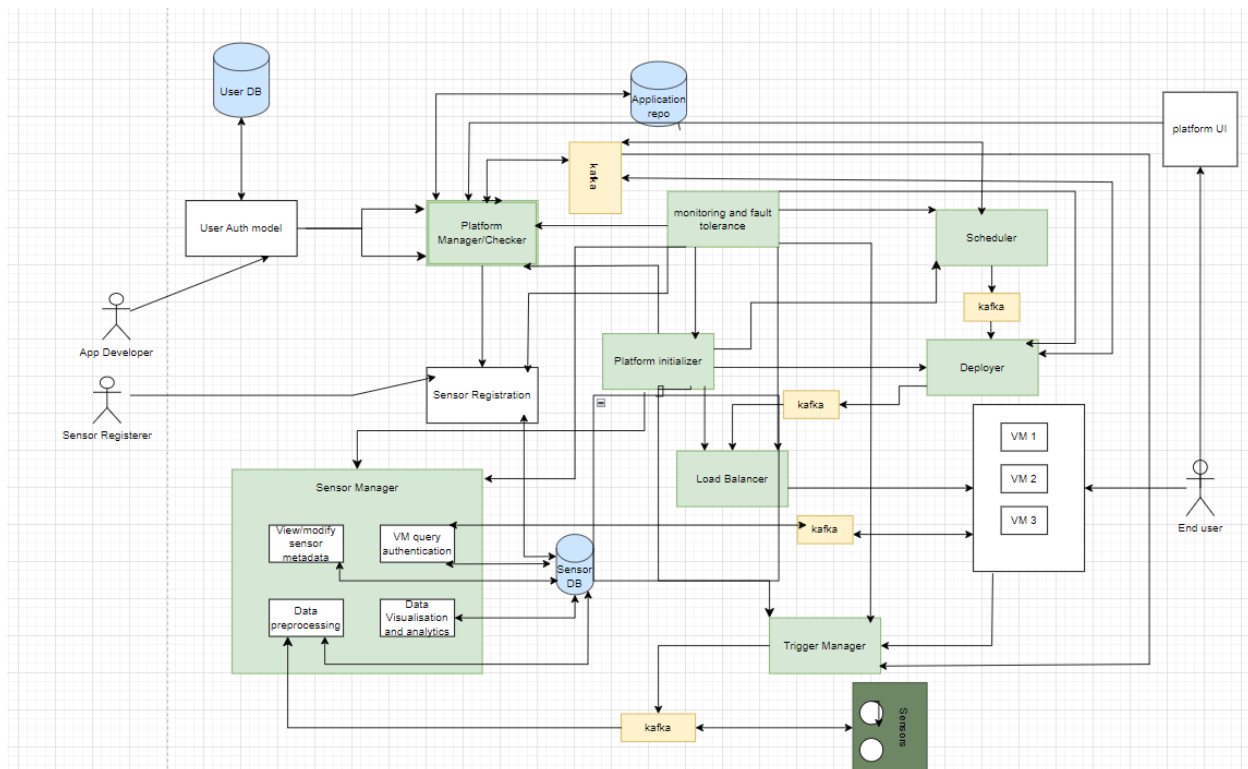 User DB
Application
repo
platform UI
kafka
monitoring and fault
tolerance
User Auth model
Platform
Manager/Checker
Scheduler
kafka
App Developer
Platform initializer
Deployer
Sensor Registration
kafka
Sensor Registerer
VM 1
Load Balancer
VM 2
Sensor Manager
VM 3
End user
View/modify
sensor
metadata
VM query
authentication
kafka
Sensor
DB
Data
preprocessing
Data
Visualisation
and analytics
Trigger Manager
kafka
Sensors